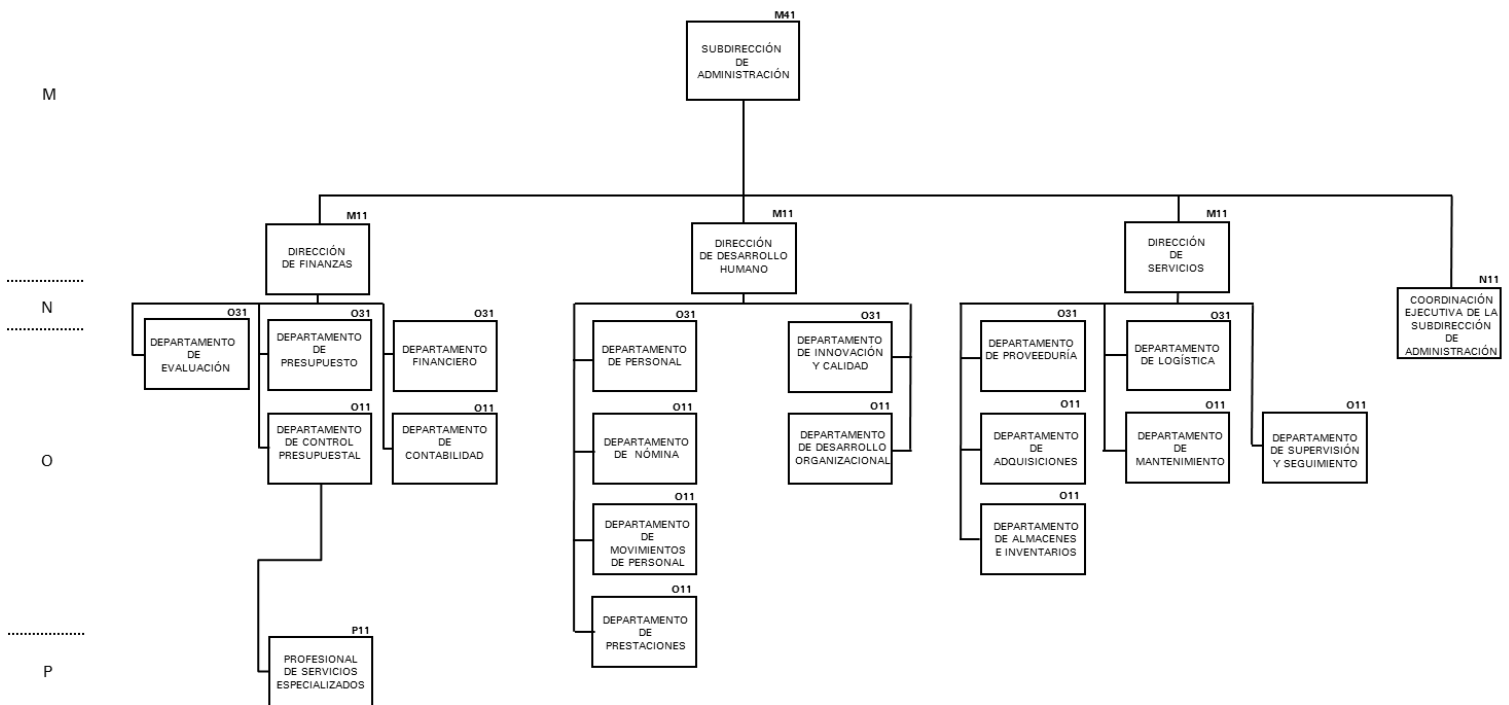 M41
SUBDIRECCIÓN
DE
ADMINISTRACIÓN
M
M11
DIRECCIÓN
DE FINANZAS
M11
DIRECCIÓN
DE DESARROLLO
HUMANO
M11
DIRECCIÓN
DE
SERVICIOS
N11
COORDINACIÓN
EJECUTIVA DE LA
SUBDIRECCIÓN
DE
ADMINISTRACIÓN
N
O31
DEPARTAMENTO
DE
EVALUACIÓN
O31
DEPARTAMENTO
DE
PRESUPUESTO
O31
DEPARTAMENTO
FINANCIERO
O31
DEPARTAMENTO
DE PERSONAL
O31
DEPARTAMENTO
DE INNOVACIÓN
Y CALIDAD
O31
DEPARTAMENTO
DE PROVEEDURÍA
O31
DEPARTAMENTO
DE LOGÍSTICA
O11
DEPARTAMENTO
DE CONTROL
PRESUPUESTAL
O11
DEPARTAMENTO
DE
CONTABILIDAD
O11
DEPARTAMENTO
DE NÓMINA
O11
DEPARTAMENTO
DE DESARROLLO
ORGANIZACIONAL
O11
DEPARTAMENTO
DE
ADQUISICIONES
O11
DEPARTAMENTO
DE
MANTENIMIENTO
O11
DEPARTAMENTO
DE SUPERVISIÓN
Y SEGUIMIENTO
O
O11
DEPARTAMENTO
DE
MOVIMIENTOS
DE PERSONAL
O11
DEPARTAMENTO
DE ALMACENES
E INVENTARIOS
O11
DEPARTAMENTO
DE
PRESTACIONES
P11
PROFESIONAL
DE SERVICIOS
ESPECIALIZADOS
P